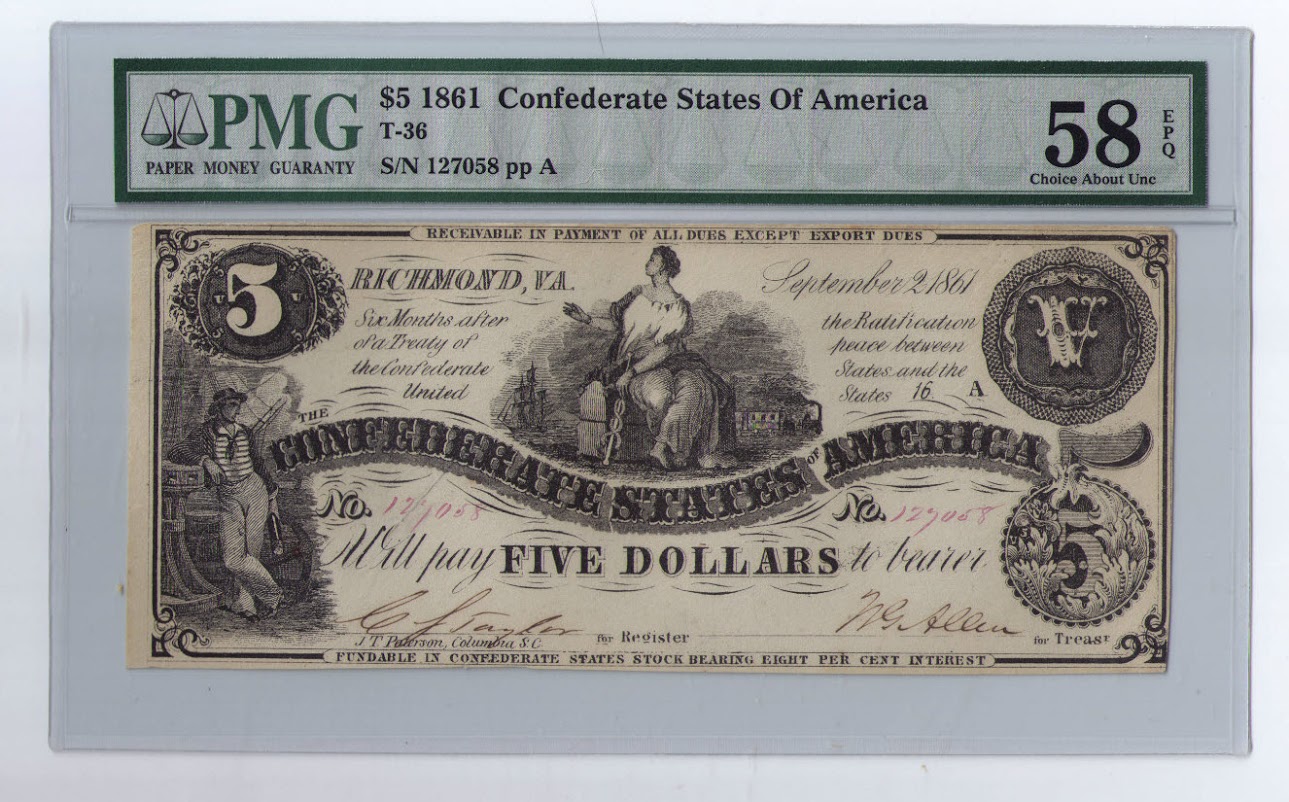 PMG
PAPER MONEY GUARANTY
$5 1861 Confederate States Of America
T-36
S/N 127058 pp A
58
EPQ
Choice About Unc
RECEIVABLE IN PAYMENT OF ALL DUES EXCEPT EXPORT DUES
5
RICHMOND, VA.
September 2 1861
V
Six Months after the Ratification
of a Treaty of peace between
the Confederate States and the
United States 16 A
THE CONFEDERATE STATES OF AMERICA
No. 127058 No. 127058
Will pay FIVE DOLLARS to bearer
5
C J Taylor for Register
W G Allen for Treasr
J T Paterson, Columbia S.C.
FUNDABLE IN CONFEDERATE STATES STOCK BEARING EIGHT PER CENT INTEREST